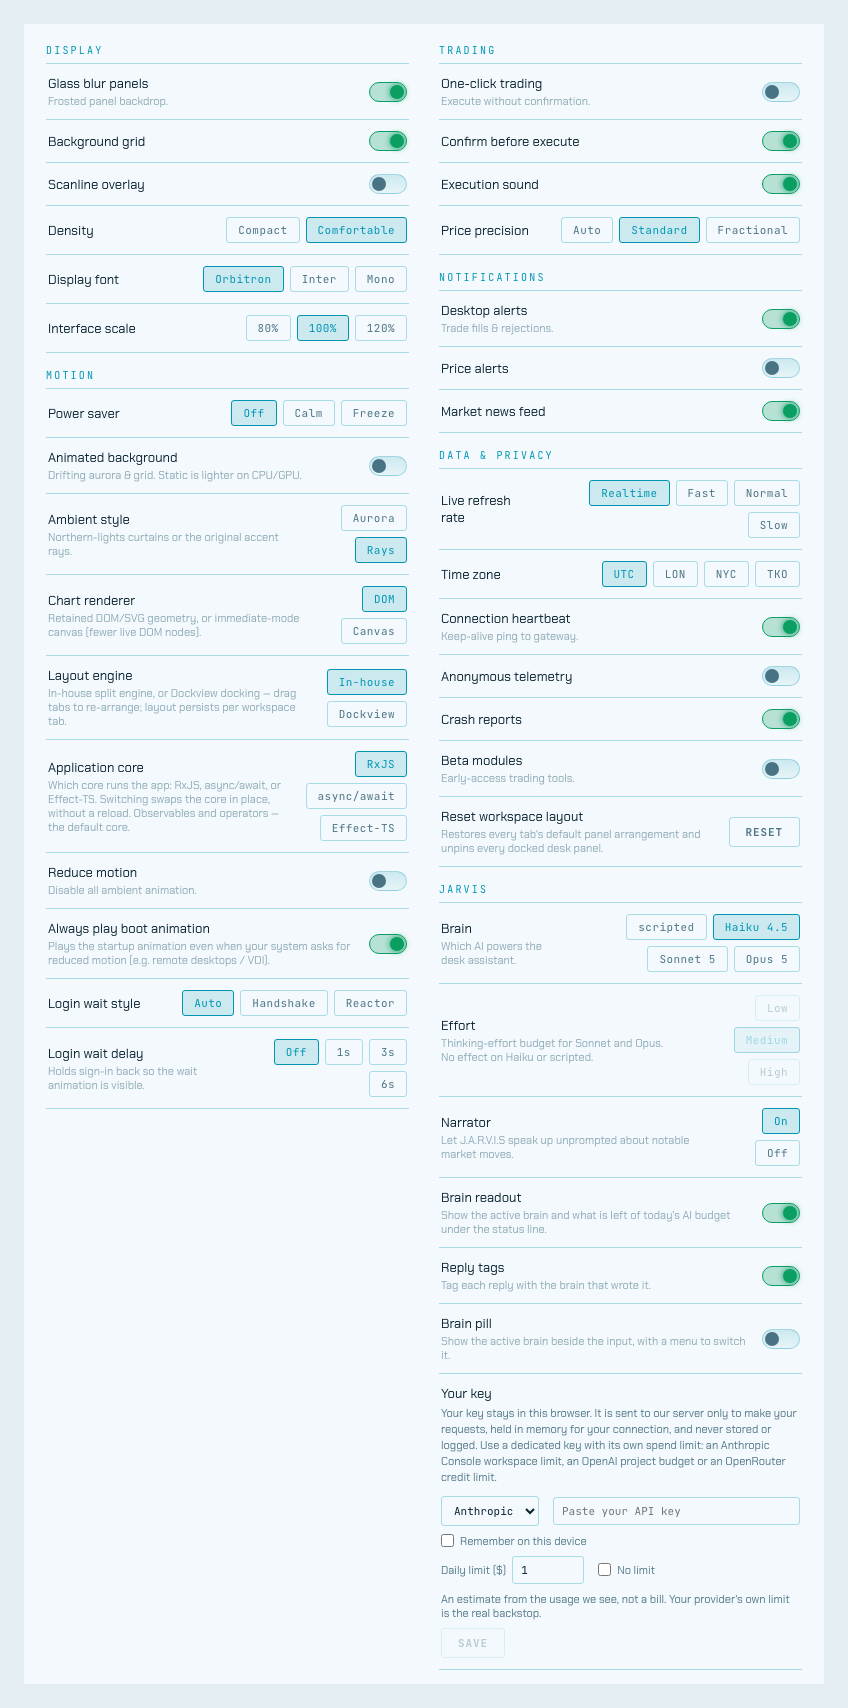 DISPLAY
Glass blur panels
Frosted panel backdrop.
Background grid
Scanline overlay
Density
Compact
Comfortable
Display font
Orbitron
Inter
Mono
Interface scale
80%
100%
120%
MOTION
Power saver
Off
Calm
Freeze
Animated background
Drifting aurora & grid. Static is lighter on CPU/GPU.
Ambient style
Northern-lights curtains or the original accent
rays.
Aurora
Rays
Chart renderer
Retained DOM/SVG geometry, or immediate-mode
canvas (fewer live DOM nodes).
DOM
Canvas
Layout engine
In-house split engine, or Dockview docking — drag
tabs to re-arrange; layout persists per workspace
tab.
In-house
Dockview
Application core
Which core runs the app: RxJS, async/await, or
Effect-TS. Switching swaps the core in place,
without a reload. Observables and operators —
the default core.
RxJS
async/await
Effect-TS
Reduce motion
Disable all ambient animation.
Always play boot animation
Plays the startup animation even when your system asks for
reduced motion (e.g. remote desktops / VDI).
Login wait style
Auto
Handshake
Reactor
Login wait delay
Holds sign-in back so the wait
animation is visible.
Off
1s
3s
6s
TRADING
One-click trading
Execute without confirmation.
Confirm before execute
Execution sound
Price precision
Auto
Standard
Fractional
NOTIFICATIONS
Desktop alerts
Trade fills & rejections.
Price alerts
Market news feed
DATA & PRIVACY
Live refresh
rate
Realtime
Fast
Normal
Slow
Time zone
UTC
LON
NYC
TKO
Connection heartbeat
Keep-alive ping to gateway.
Anonymous telemetry
Crash reports
Beta modules
Early-access trading tools.
Reset workspace layout
Restores every tab's default panel arrangement and
unpins every docked desk panel.
RESET
JARVIS
Brain
Which AI powers the
desk assistant.
scripted
Haiku 4.5
Sonnet 5
Opus 5
Effort
Thinking-effort budget for Sonnet and Opus.
No effect on Haiku or scripted.
Low
Medium
High
Narrator
Let J.A.R.V.I.S speak up unprompted about notable
market moves.
On
Off
Brain readout
Show the active brain and what is left of today's AI budget
under the status line.
Reply tags
Tag each reply with the brain that wrote it.
Brain pill
Show the active brain beside the input, with a menu to switch
it.
Your key
Your key stays in this browser. It is sent to our server only to make your
requests, held in memory for your connection, and never stored or
logged. Use a dedicated key with its own spend limit: an Anthropic
Console workspace limit, an OpenAI project budget or an OpenRouter
credit limit.
Anthropic
Paste your API key
Remember on this device
Daily limit ($)
1
No limit
An estimate from the usage we see, not a bill. Your provider's own limit
is the real backstop.
SAVE